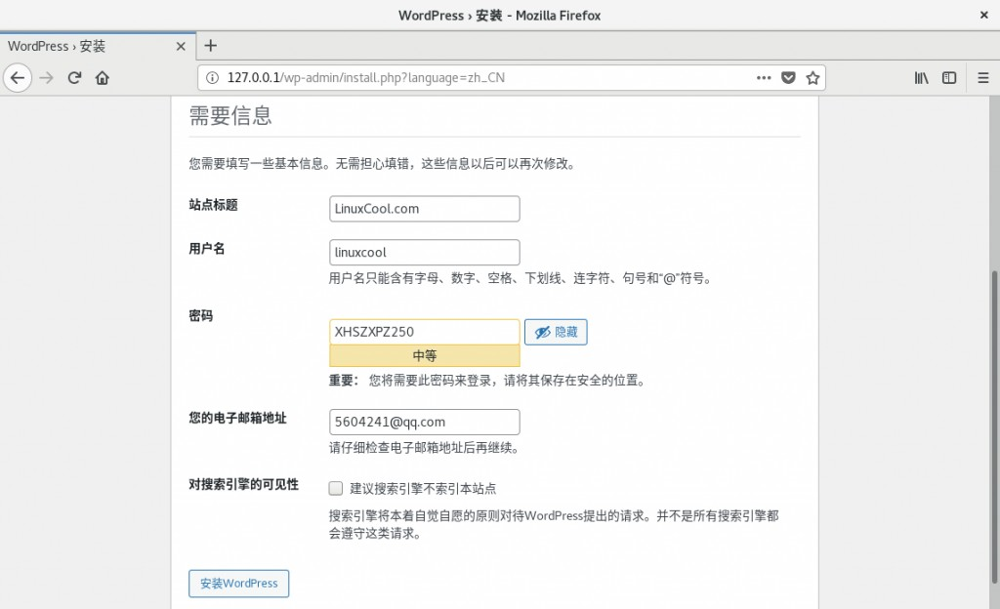 WordPress › 安装 - Mozilla Firefox
WordPress › 安装
127.0.0.1/wp-admin/install.php?language=zh_CN
需要信息
您需要填写一些基本信息。无需担心填错，这些信息以后可以再次修改。
站点标题
LinuxCool.com
用户名
linuxcool
用户名只能含有字母、数字、空格、下划线、连字符、句号和“@”符号。
密码
XHSZXPZ250
隐藏
中等
重要： 您将需要此密码来登录，请将其保存在安全的位置。
您的电子邮箱地址
5604241@qq.com
请仔细检查电子邮箱地址后再继续。
对搜索引擎的可见性
建议搜索引擎不索引本站点
搜索引擎将本着自觉自愿的原则对待WordPress提出的请求。并不是所有搜索引擎都
会遵守这类请求。
安装WordPress